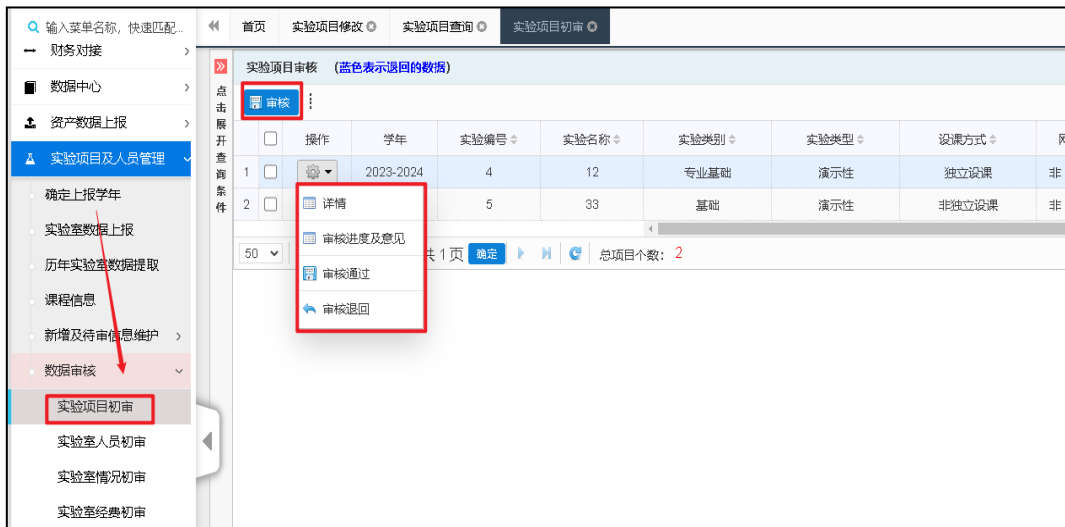 输入菜单名称，快速匹配...
财务对接
数据中心
资产数据上报
实验项目及人员管理
确定上报学年
实验室数据上报
历年实验室数据提取
课程信息
新增及待审信息维护
数据审核
实验项目初审
实验室人员初审
实验室情况初审
实验室经费初审
首页 实验项目修改 实验项目查询 实验项目初审
点击展开查询条件
实验项目审核 (蓝色表示退回的数据)
审核
操作 学年 实验编号 实验名称 实验类别 实验类型 设课方式
1 2023-2024 4 12 专业基础 演示性 独立设课 非
2 5 33 基础 演示性 非独立设课 非
详情
审核进度及意见
审核通过
审核退回
50 共 1 页 确定 总项目个数： 2